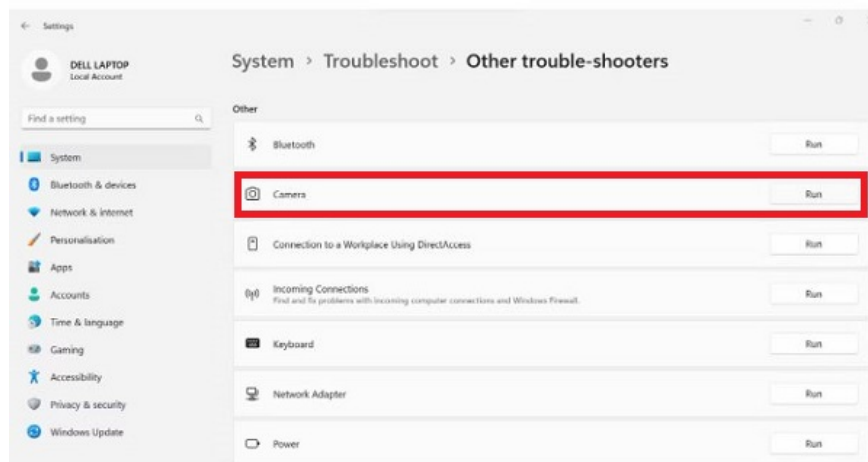 Settings
DELL LAPTOP
Local Account
Find a setting
System
Bluetooth & devices
Network & internet
Personalisation
Apps
Accounts
Time & language
Gaming
Accessibility
Privacy & security
Windows Update
System > Troubleshoot > Other trouble-shooters
Other
Bluetooth Run
Camera Run
Connection to a Workplace Using DirectAccess Run
Incoming Connections
Find and fix problems with incoming computer connections and Windows Firewall.
Run
Keyboard Run
Network Adapter Run
Power Run